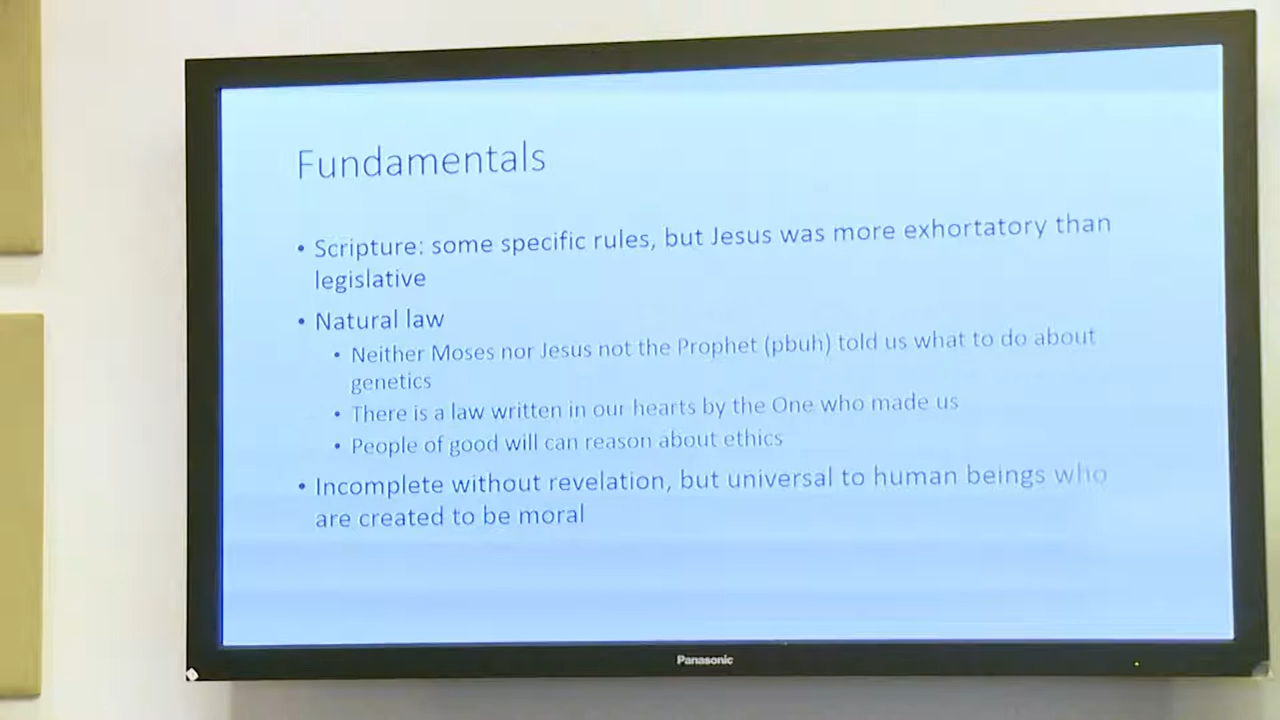 Fundamentals
• Scripture: some specific rules, but Jesus was more exhortatory than
legislative
• Natural law
• Neither Moses nor Jesus not the Prophet (pbuh) told us what to do about
genetics
• There is a law written in our hearts by the One who made us
• People of good will can reason about ethics
• Incomplete without revelation, but universal to human beings who
are created to be moral
Panasonic